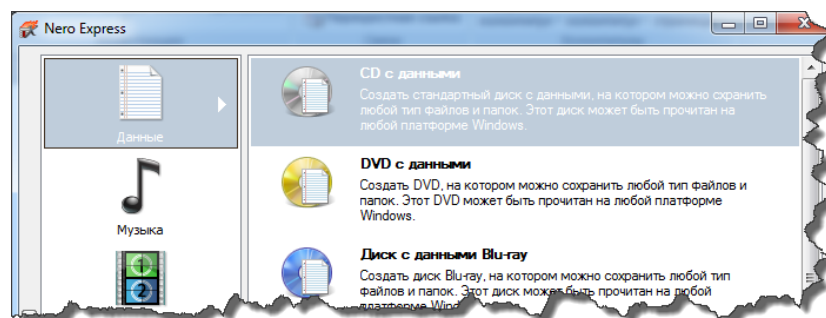 Nero Express
Данные
Музыка
CD с данными
Создать стандартный диск с данными, на котором можно схранить
любой тип файлов и папок. Этот диск может быть прочитан на
любой платформе Windows.
DVD с данными
Создать DVD, на котором можно сохранить любой тип файлов и
папок. Этот DVD может быть прочитан на любой платформе
Windows.
Диск с данными Blu-ray
Создать диск Blu-ray, на котором можно сохранить любой тип
файлов и папок. Этот диск может быть прочитан на любой
платформе